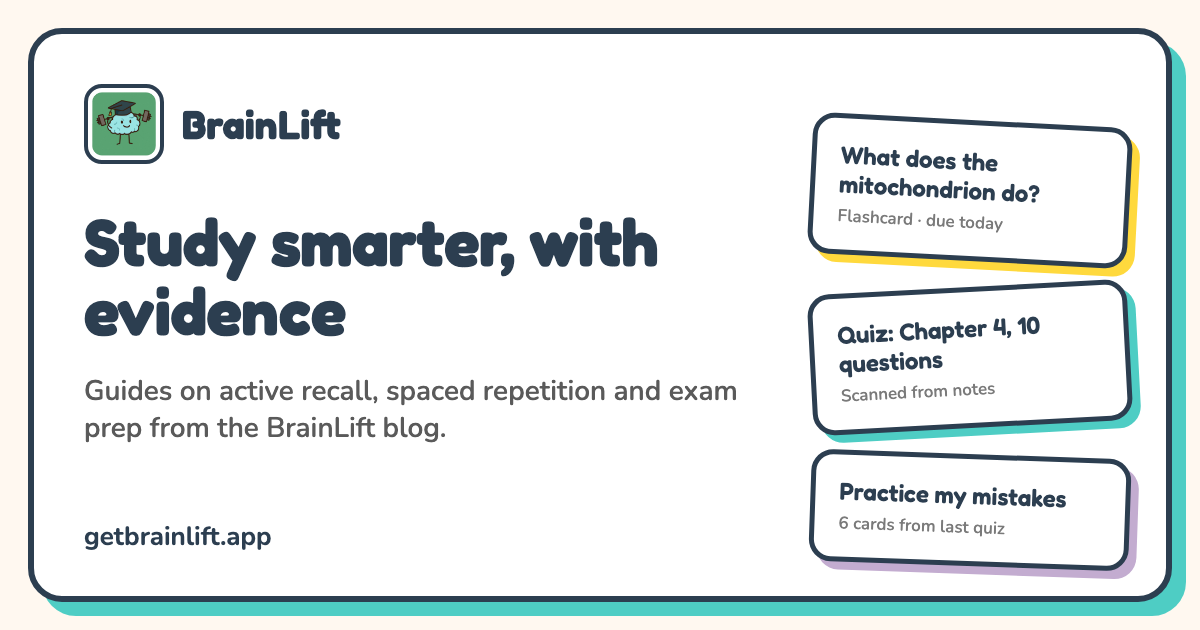 BrainLift
Study smarter, with
evidence
Guides on active recall, spaced repetition and exam
prep from the BrainLift blog.
getbrainlift.app
What does the
mitochondrion do?
Flashcard · due today
Quiz: Chapter 4, 10
questions
Scanned from notes
Practice my mistakes
6 cards from last quiz